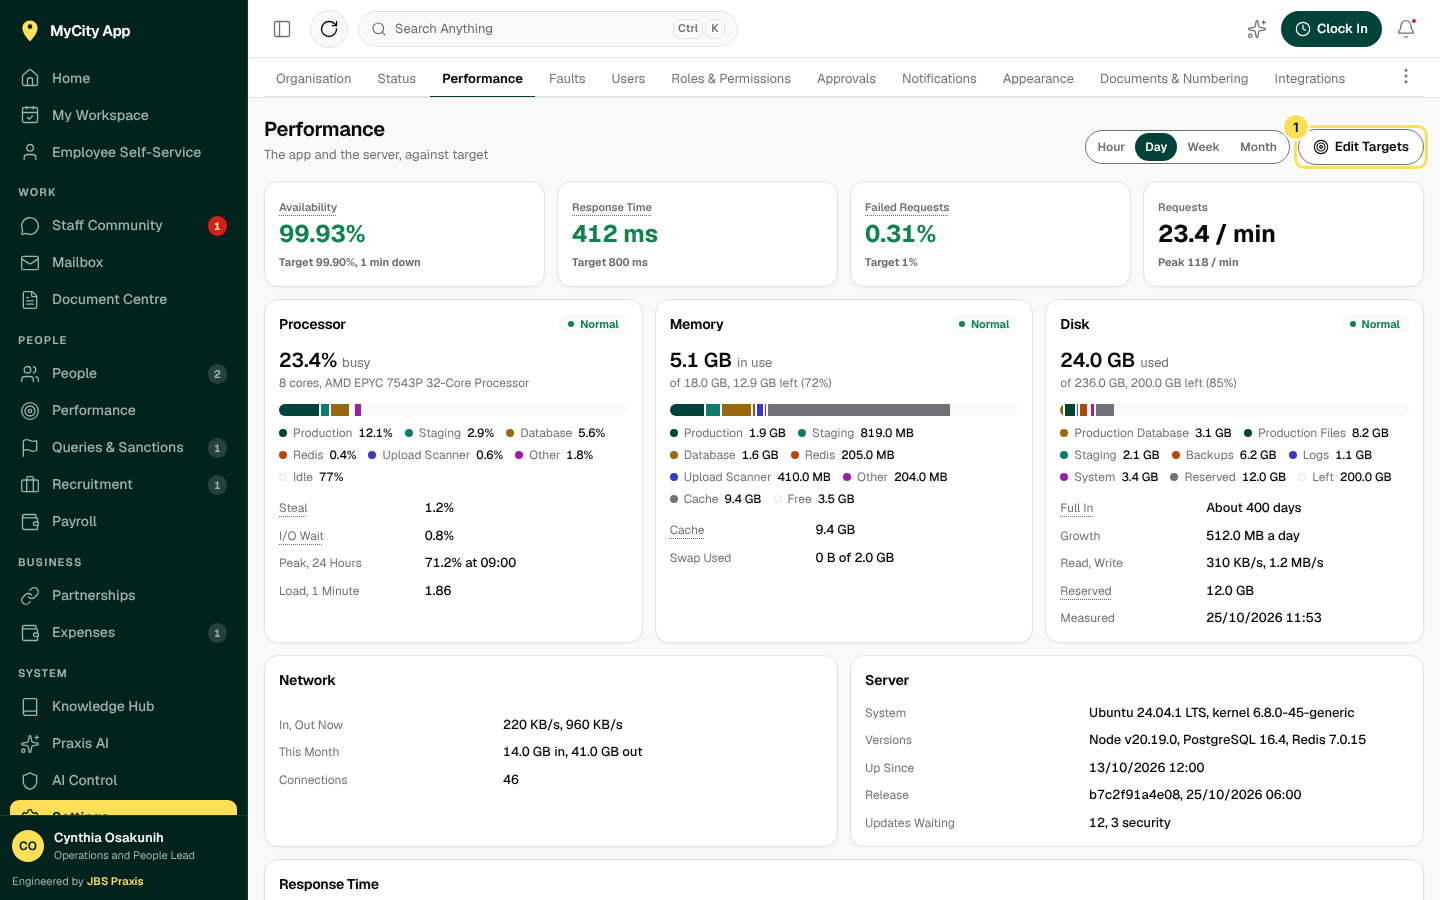 MyCity App
Home
My Workspace
Employee Self-Service
WORK
Staff Community 1
Mailbox
Document Centre
PEOPLE
People 2
Performance
Queries & Sanctions 1
Recruitment 1
Payroll
BUSINESS
Partnerships
Expenses 1
SYSTEM
Knowledge Hub
Praxis AI
AI Control
Settings
CO
Cynthia Osakunih
Operations and People Lead
Engineered by JBS Praxis
Search Anything Ctrl K
Clock In
Organisation Status Performance Faults Users Roles & Permissions Approvals Notifications Appearance Documents & Numbering Integrations
Performance
The app and the server, against target
Hour Day Week Month
1
Edit Targets
Availability
99.93%
Target 99.90%, 1 min down
Response Time
412 ms
Target 800 ms
Failed Requests
0.31%
Target 1%
Requests
23.4 / min
Peak 118 / min
Processor Normal
23.4% busy
8 cores, AMD EPYC 7543P 32-Core Processor
Production 12.1% Staging 2.9% Database 5.6%
Redis 0.4% Upload Scanner 0.6% Other 1.8%
Idle 77%
Steal 1.2%
I/O Wait 0.8%
Peak, 24 Hours 71.2% at 09:00
Load, 1 Minute 1.86
Memory Normal
5.1 GB in use
of 18.0 GB, 12.9 GB left (72%)
Production 1.9 GB Staging 819.0 MB
Database 1.6 GB Redis 205.0 MB
Upload Scanner 410.0 MB Other 204.0 MB
Cache 9.4 GB Free 3.5 GB
Cache 9.4 GB
Swap Used 0 B of 2.0 GB
Disk Normal
24.0 GB used
of 236.0 GB, 200.0 GB left (85%)
Production Database 3.1 GB Production Files 8.2 GB
Staging 2.1 GB Backups 6.2 GB Logs 1.1 GB
System 3.4 GB Reserved 12.0 GB Left 200.0 GB
Full In About 400 days
Growth 512.0 MB a day
Read, Write 310 KB/s, 1.2 MB/s
Reserved 12.0 GB
Measured 25/10/2026 11:53
Network
In, Out Now 220 KB/s, 960 KB/s
This Month 14.0 GB in, 41.0 GB out
Connections 46
Server
System Ubuntu 24.04.1 LTS, kernel 6.8.0-45-generic
Versions Node v20.19.0, PostgreSQL 16.4, Redis 7.0.15
Up Since 13/10/2026 12:00
Release b7c2f91a4e08, 25/10/2026 06:00
Updates Waiting 12, 3 security
Response Time